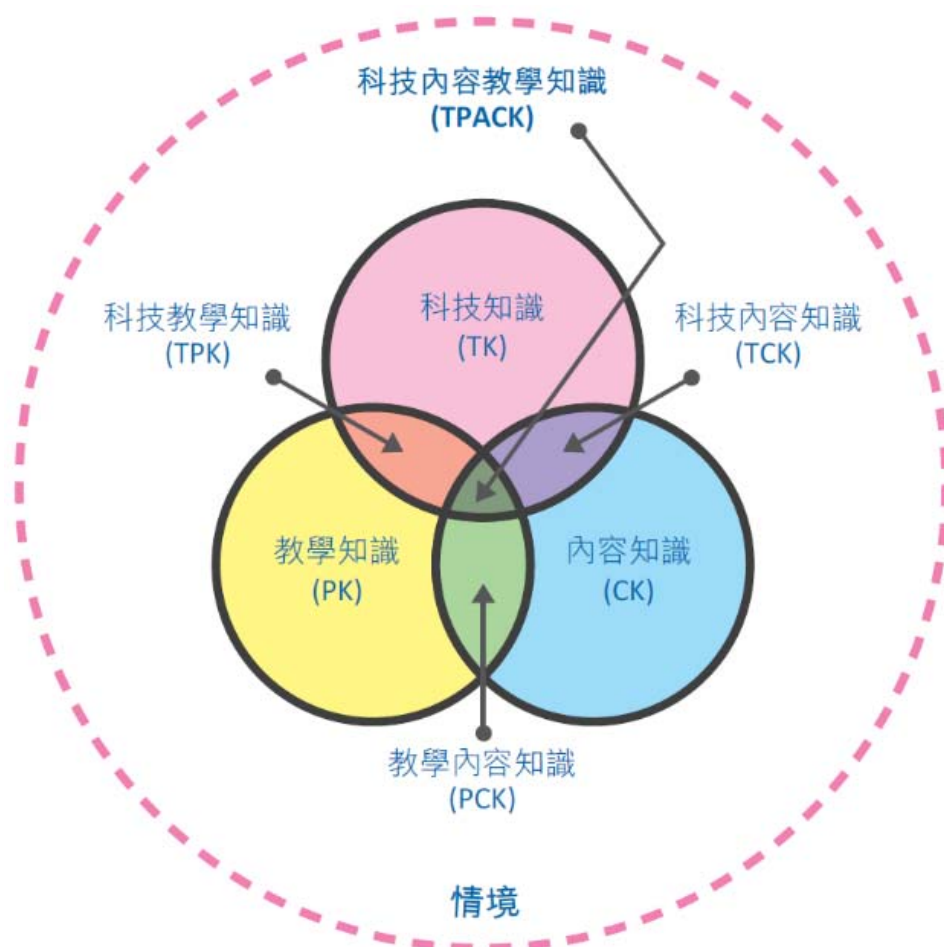 科技內容教學知識
(TPACK)
科技知識
(TK)
科技教學知識
(TPK)
科技內容知識
(TCK)
教學知識
(PK)
內容知識
(CK)
教學內容知識
(PCK)
情境